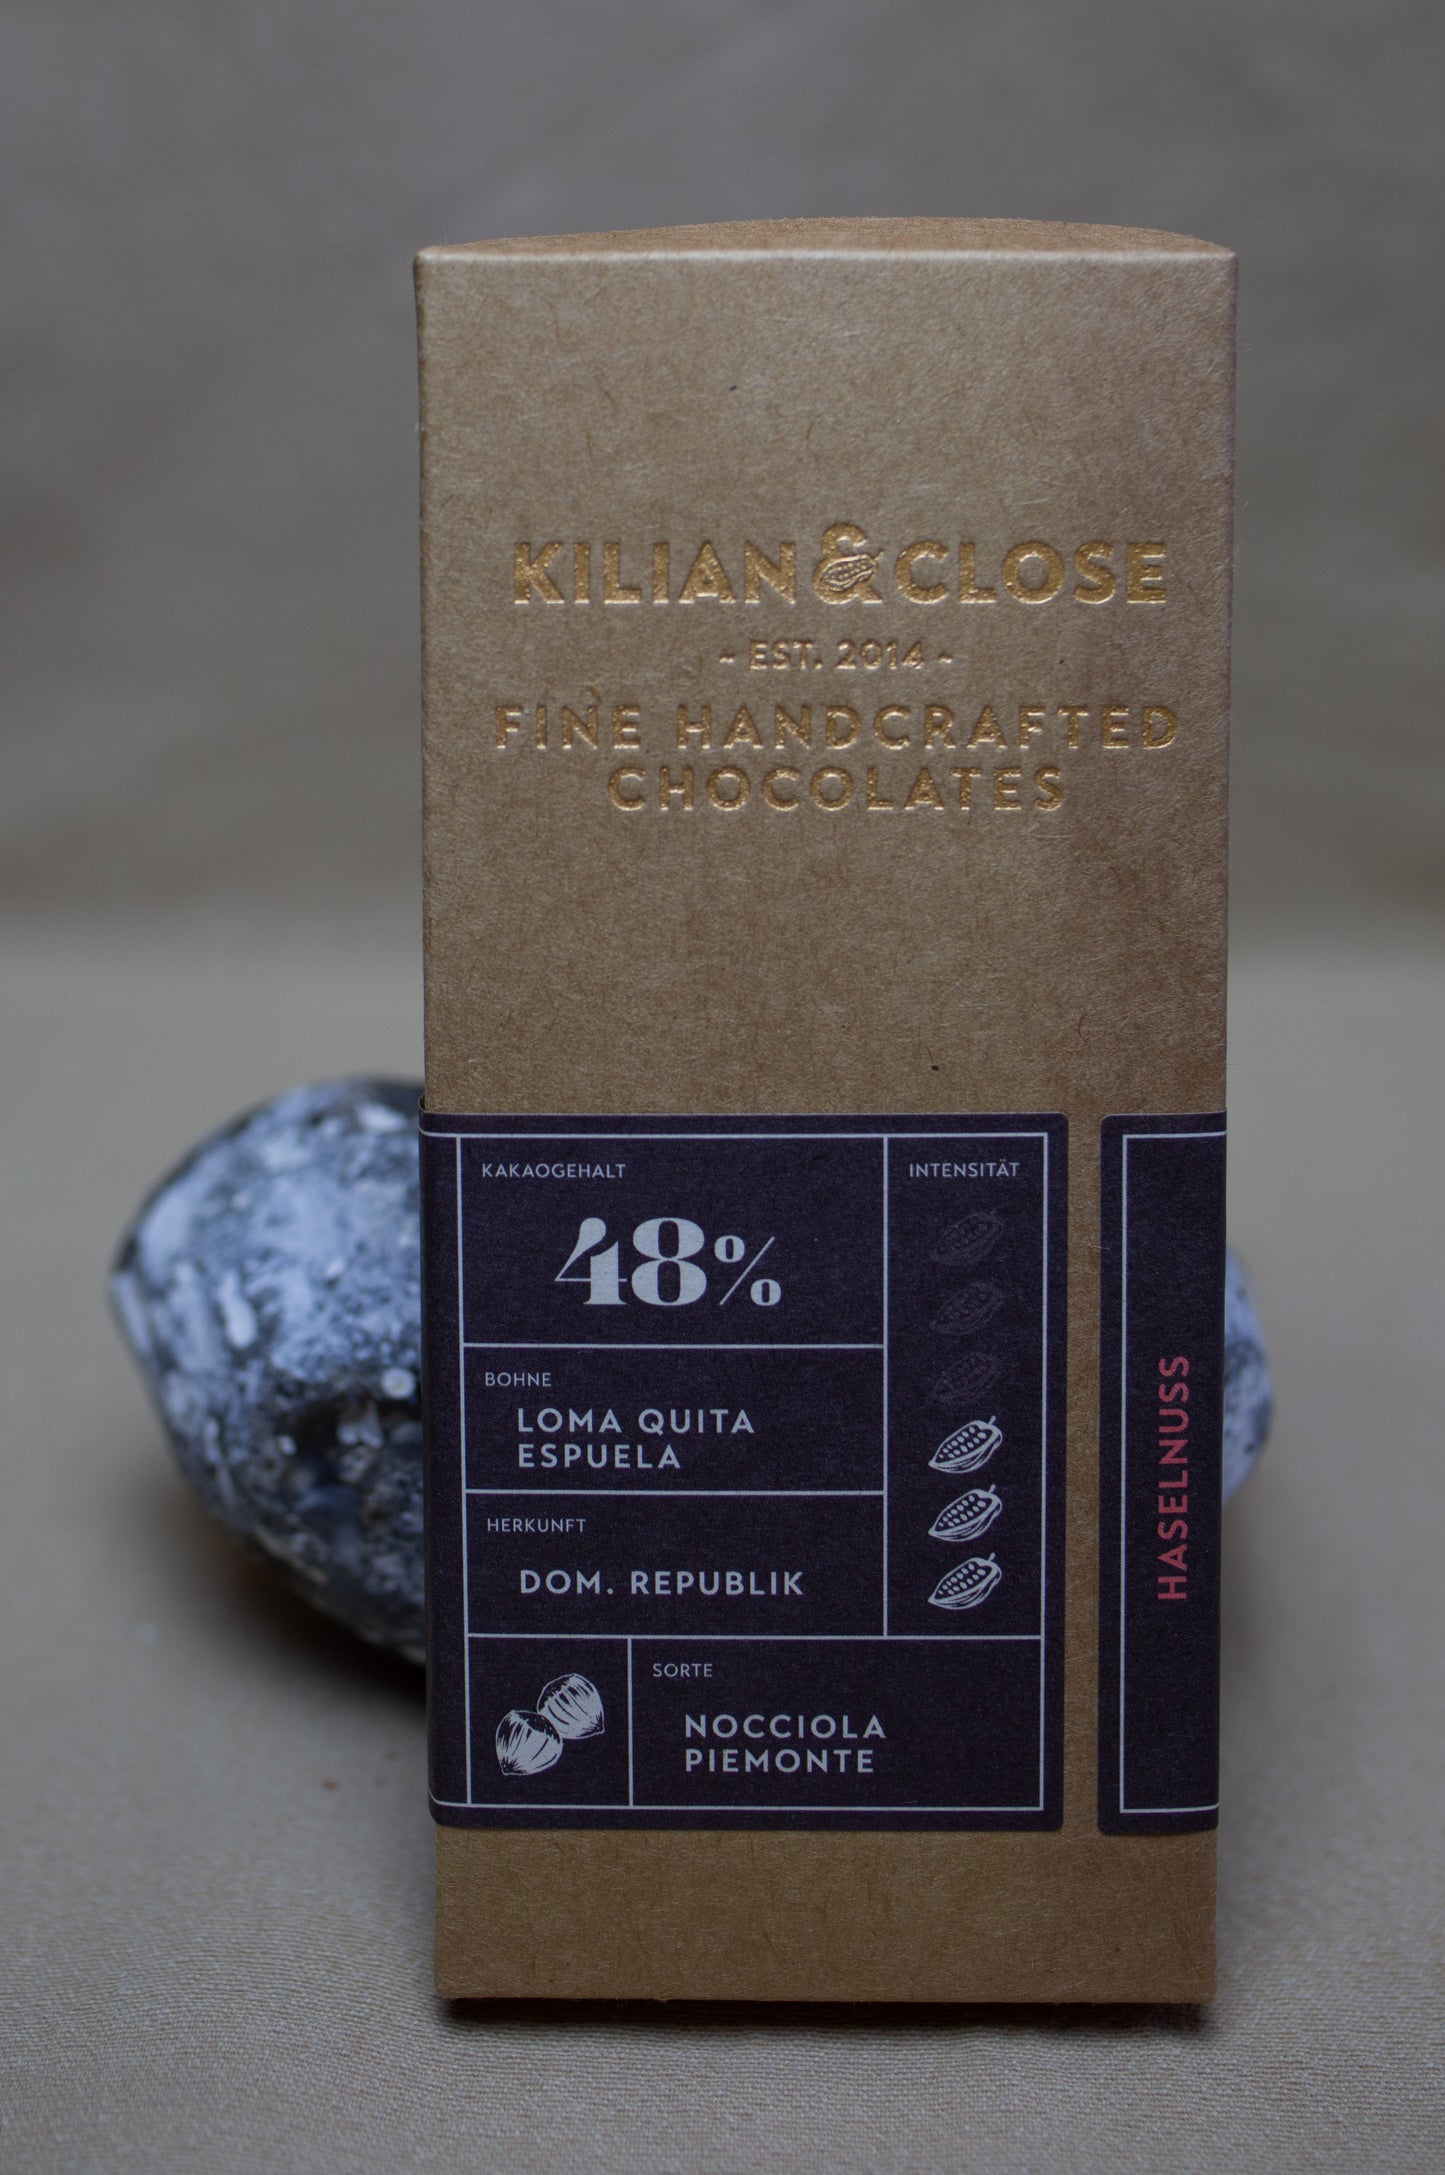 KILIAN&CLOSE
- EST. 2014 -
FINE HANDCRAFTED
CHOCOLATES
KAKAOGEHALT
48%
INTENSITÄT
BOHNE
LOMA QUITA
ESPUELA
HERKUNFT
DOM. REPUBLIK
SORTE
NOCCIOLA
PIEMONTE
HASELNUSS